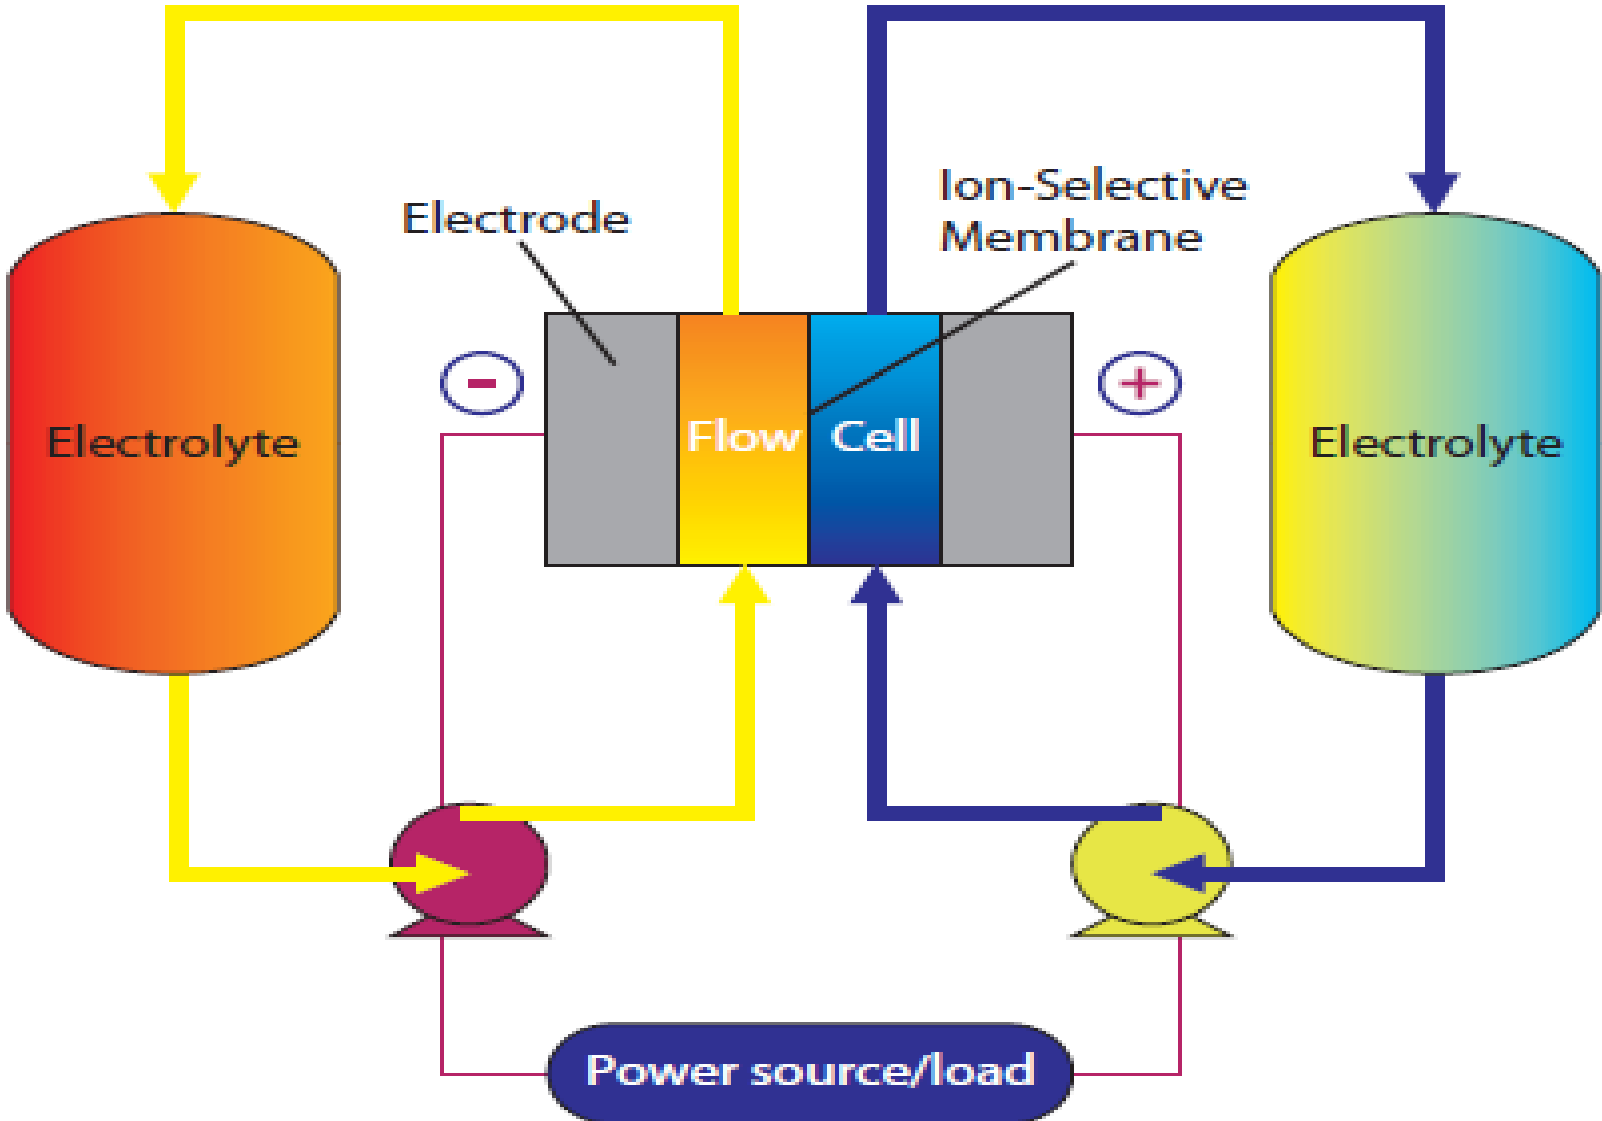 Ion-Selective
Membrane
Electrode
-
+
Electrolyte
Flow Cell
Electrolyte
Power source/load